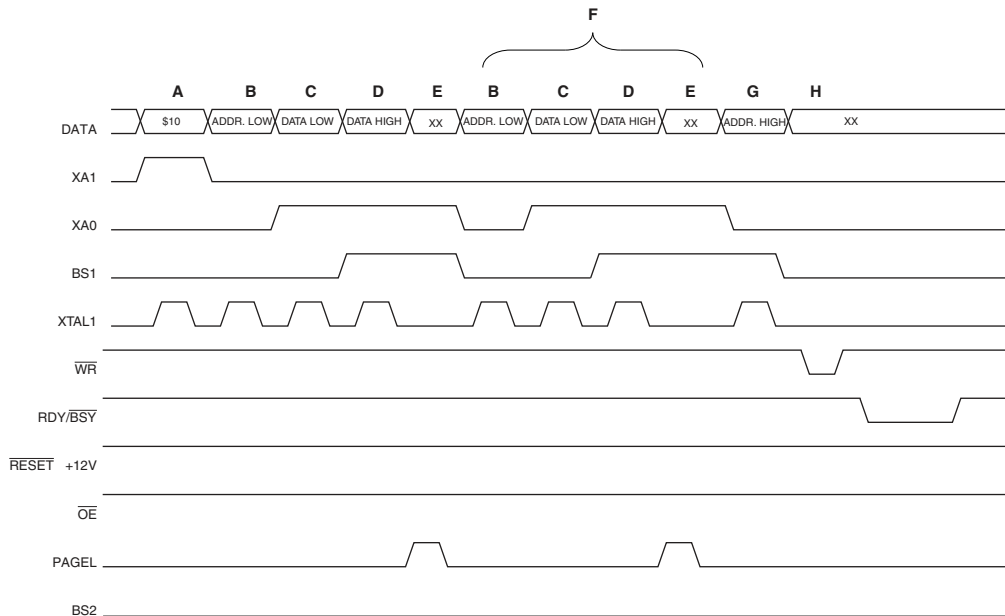 F
A B C D E B C D E G H
DATA $10 ADDR. LOW DATA LOW DATA HIGH XX ADDR. LOW DATA LOW DATA HIGH XX ADDR. HIGH XX
XA1
XA0
BS1
XTAL1
WR
RDY/BSY
RESET +12V
OE
PAGEL
BS2